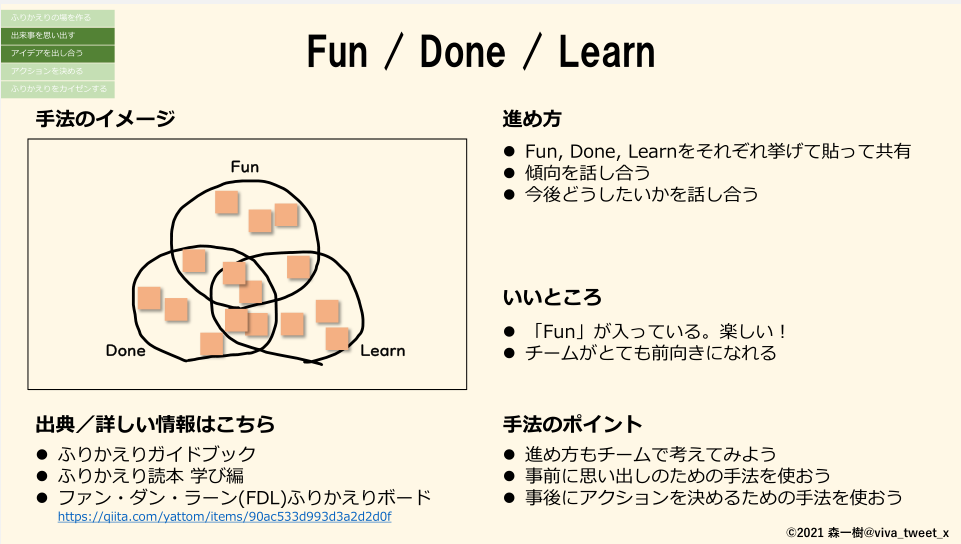 ふりかえりの場を作る
出来事を思い出す
アイデアを出し合う
アクションを決める
ふりかえりをカイゼンする
Fun / Done / Learn
手法のイメージ
Fun
Done
Learn
進め方
● Fun, Done, Learnをそれぞれ挙げて貼って共有
● 傾向を話し合う
● 今後どうしたいかを話し合う
いいところ
● 「Fun」が入っている。楽しい！
● チームがとても前向きになれる
出典／詳しい情報はこちら
● ふりかえりガイドブック
● ふりかえり読本 学び編
● ファン・ダン・ラーン(FDL)ふりかえりボード
https://qiita.com/yattom/items/90ac533d993d3a2d2d0f
手法のポイント
● 進め方もチームで考えてみよう
● 事前に思い出しのための手法を使おう
● 事後にアクションを決めるための手法を使おう
©2021 森一樹@viva_tweet_x